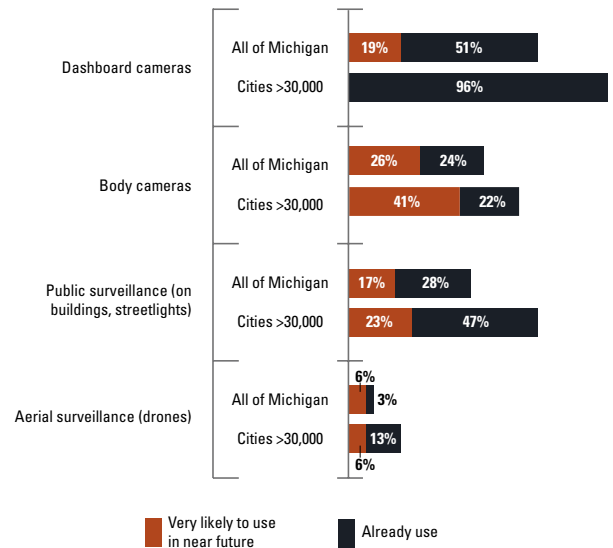 All of Michigan
19% 51%
Dashboard cameras
Cities >30,000
96%
All of Michigan
26% 24%
Body cameras
Cities >30,000
41% 22%
All of Michigan
17% 28%
Public surveillance (on
buildings, streetlights)
Cities >30,000
23% 47%
6%
All of Michigan
3%
Aerial surveillance (drones)
Cities >30,000
13%
6%
Very likely to use
in near future
Already use